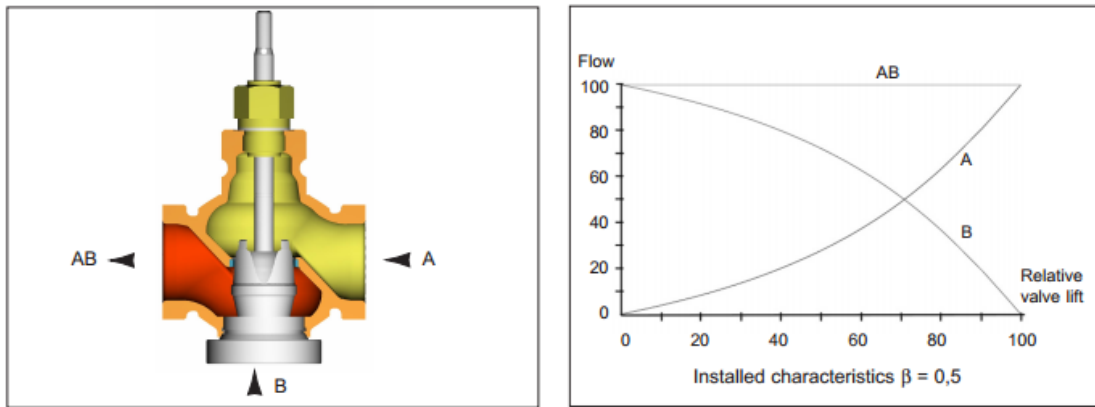 AB
A
B
Flow
100
80
60
40
20
0
AB
A
B
Relative
valve lift
0 20 40 60 80 100
Installed characteristics β = 0,5